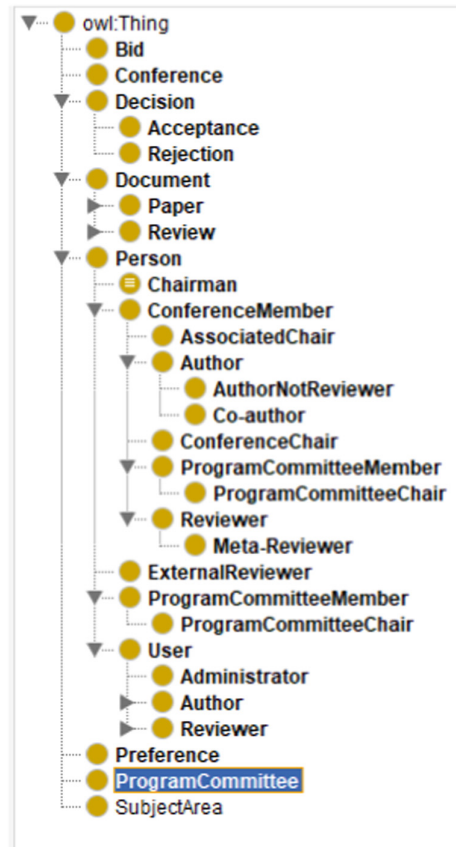 owl:Thing
Bid
Conference
Decision
Acceptance
Rejection
Document
Paper
Review
Person
Chairman
ConferenceMember
AssociatedChair
Author
AuthorNotReviewer
Co-author
ConferenceChair
ProgramCommitteeMember
ProgramCommitteeChair
Reviewer
Meta-Reviewer
ExternalReviewer
ProgramCommitteeMember
ProgramCommitteeChair
User
Administrator
Author
Reviewer
Preference
ProgramCommittee
SubjectArea